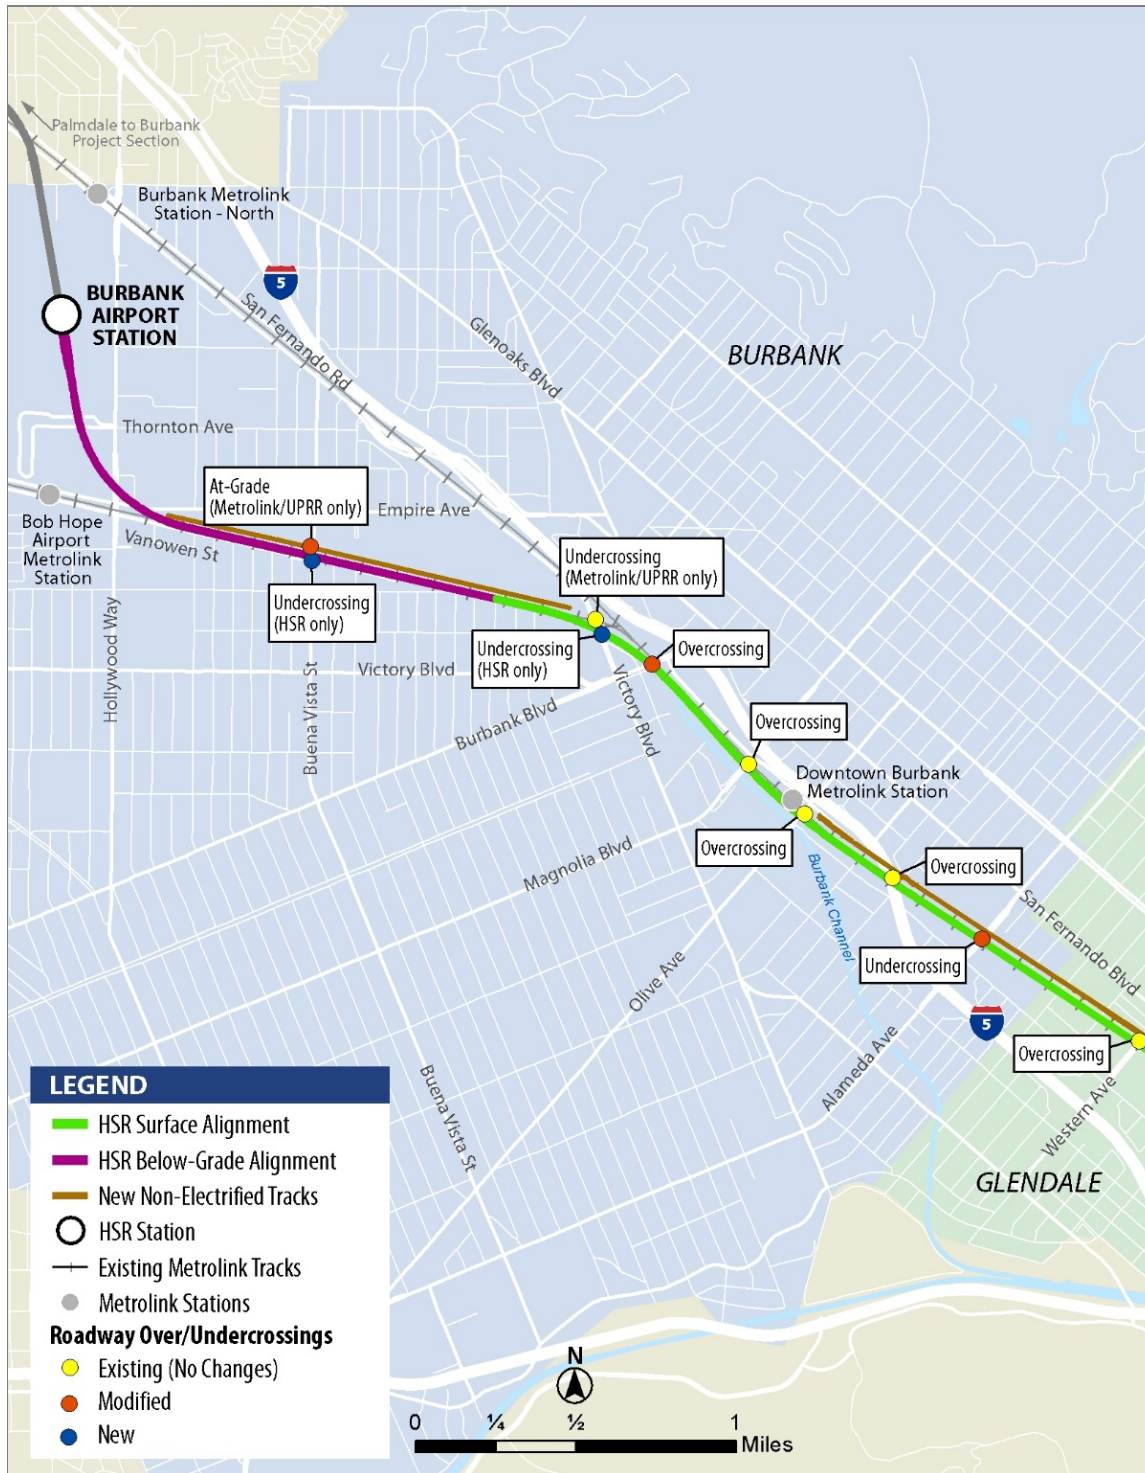 Palmdale to Burbank
Project Section
Burbank Metrolink
Station - North
5
BURBANK
AIRPORT
STATION
San Fernando Rd
Glenoaks Blvd
BURBANK
Thornton Ave
At-Grade
(Metrolink/UPRR only)
Empire Ave
Bob Hope
Airport
Metrolink
Station
Vanowen St
Undercrossing
(Metrolink/UPRR only)
Undercrossing
(HSR only)
Undercrossing
(HSR only)
Overcrossing
Hollywood Way
Victory Blvd
Buena Vista St
Burbank Blvd
Victory Blvd
Overcrossing
Downtown Burbank
Metrolink Station
Overcrossing
Magnolia Blvd
Burbank Channel
Overcrossing
San Fernando Blvd
Undercrossing
Olive Ave
5
Overcrossing
Alameda Ave
Western Ave
Buena Vista St
GLENDALE
LEGEND
HSR Surface Alignment
HSR Below-Grade Alignment
New Non-Electrified Tracks
HSR Station
Existing Metrolink Tracks
Metrolink Stations
Roadway Over/Undercrossings
Existing (No Changes)
Modified
New
N
0 ¼ ½ 1
Miles